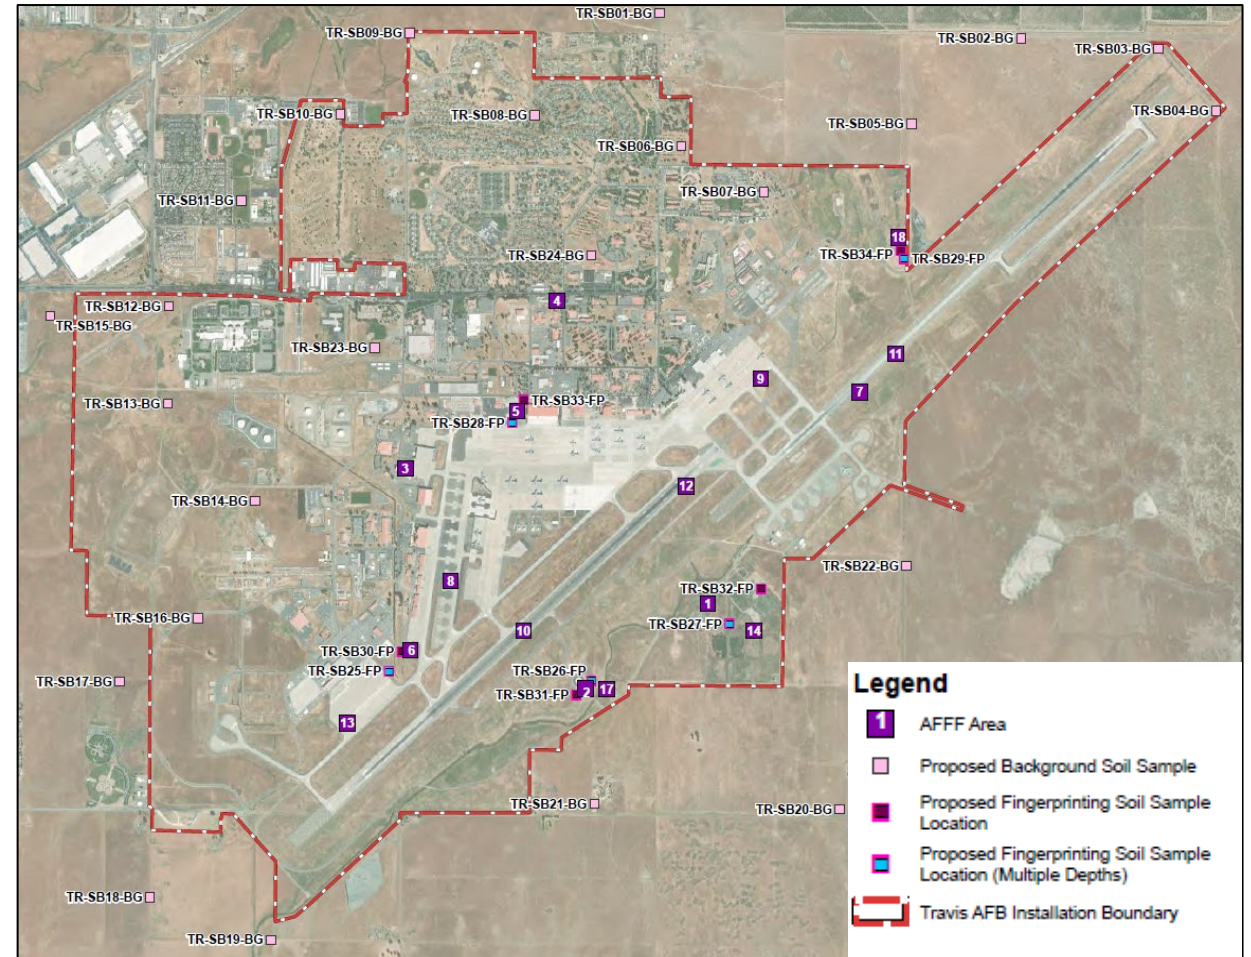 TR-SB01-BG
TR-SB09-BG
TR-SB02-BG
TR-SB03-BG
TR-SB04-BG
TR-SB10-BG
TR-SB08-BG
TR-SB05-BG
TR-SB06-BG
TR-SB07-BG
TR-SB11-BG
18
TR-SB34-FP
TR-SB29-FP
TR-SB24-BG
4
TR-SB12-BG
TR-SB15-BG
TR-SB23-BG
11
9
7
TR-SB13-BG
TR-SB33-FP
5
TR-SB28-FP
3
12
TR-SB14-BG
TR-SB22-BG
8
TR-SB32-FP
1
TR-SB16-BG
TR-SB27-FP
14
10
TR-SB30-FP
6
TR-SB25-FP
TR-SB26-FP
TR-SB17-BG
2
17
TR-SB31-FP
13
TR-SB21-BG
TR-SB20-BG
TR-SB18-BG
TR-SB19-BG
Legend
1
AFFF Area
Proposed Background Soil Sample
Proposed Fingerprinting Soil Sample
Location
Proposed Fingerprinting Soil Sample
Location (Multiple Depths)
Travis AFB Installation Boundary